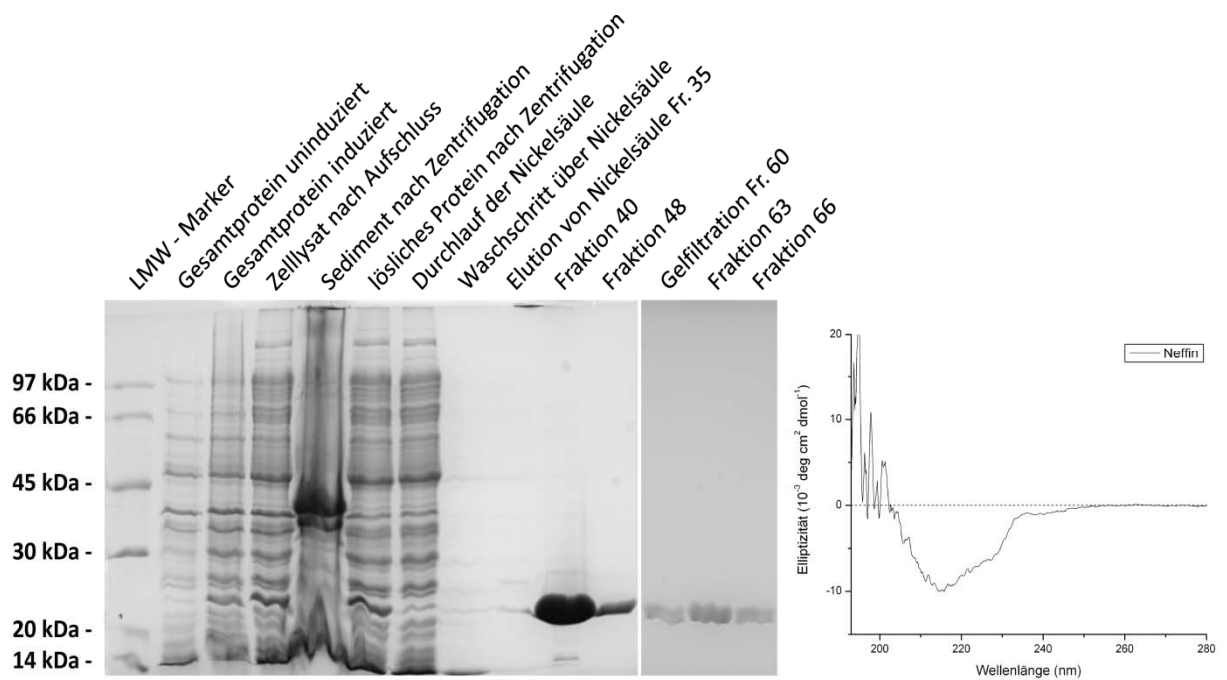 LMW - Marker
Gesamtprotein uninduziert
Gesamtprotein induziert
Zelllysat nach Aufschluss
Sediment nach Zentrifugation
lösliches Protein nach Zentrifugation
Durchlauf der Nickelsäule
Waschschritt über Nickelsäule
Elution von Nickelsäule Fr. 35
Fraktion 40
Fraktion 48
Gelfiltration Fr. 60
Fraktion 63
Fraktion 66
97 kDa -
66 kDa -
45 kDa -
30 kDa -
20 kDa -
14 kDa -
Neffin
20
10
0
-10
Elliptizität (10⁻³ deg cm² dmol⁻¹)
200 220 240 260 280
Wellenlänge (nm)